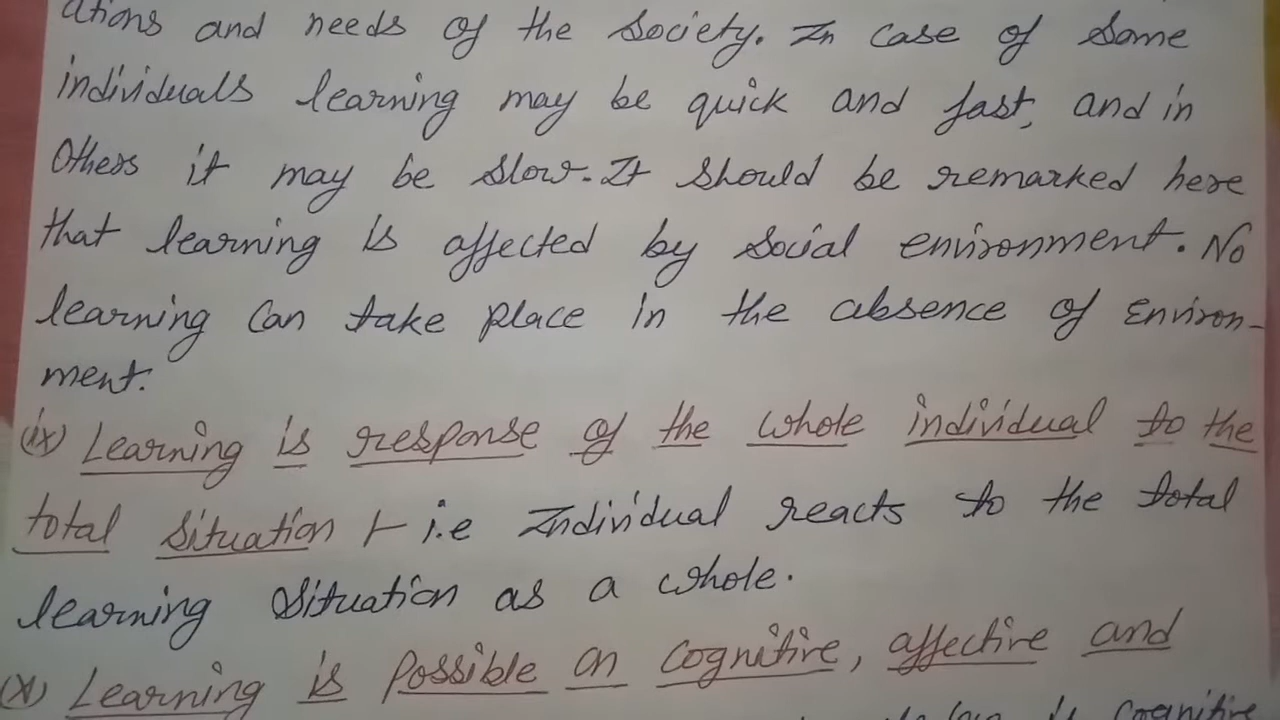 ations and needs of the Society. In case of Some
individuals learning may be quick and fast, and in
Others it may be slow. It should be remarked here
that learning is affected by Social environment. No
learning Can take place in the absence of Environ-
ment.
(ix) Learning is response of the whole individual to the
total Situation :- i.e Individual reacts to the total
learning Situation as a whole.
(x) Learning is Possible on Cognitive, affective and
is Cognitive